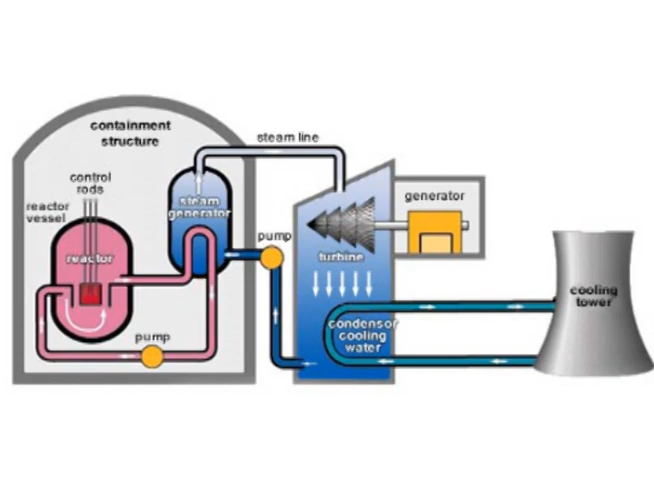 containment
structure
steam line
control
rods
reactor
vessel
steam
generator
generator
reactor
pump
turbine
cooling
tower
condensor
cooling
water
pump